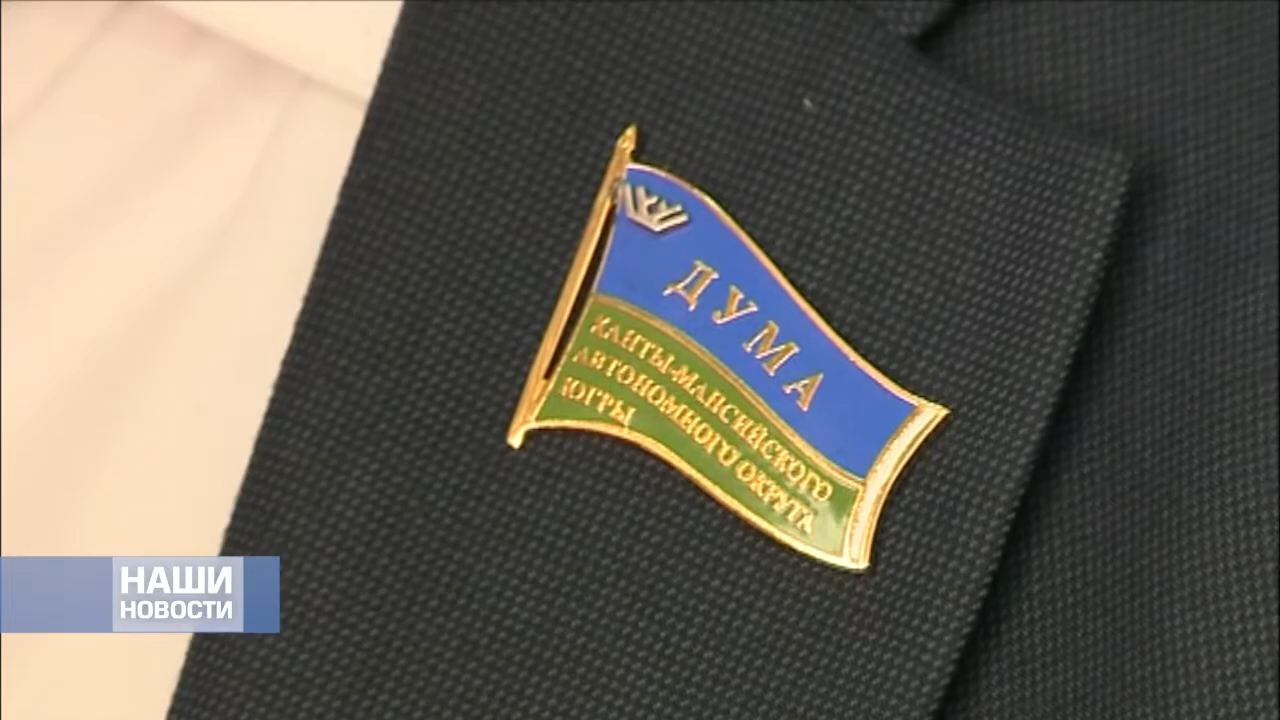 ДУМА
ХАНТЫ-МАНСИЙСКОГО
АВТОНОМНОГО ОКРУГА
ЮГРЫ
НАШИ
НОВОСТИ